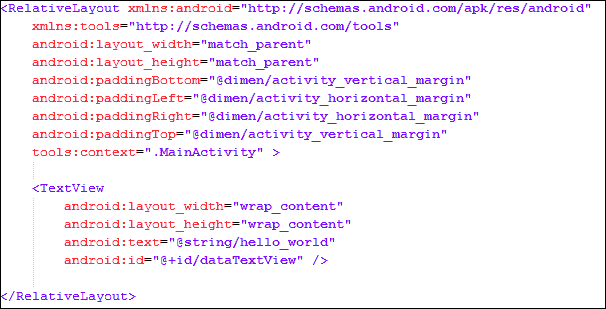 <RelativeLayout xmlns:android="http://schemas.android.com/apk/res/android"
    xmlns:tools="http://schemas.android.com/tools"
    android:layout_width="match_parent"
    android:layout_height="match_parent"
    android:paddingBottom="@dimen/activity_vertical_margin"
    android:paddingLeft="@dimen/activity_horizontal_margin"
    android:paddingRight="@dimen/activity_horizontal_margin"
    android:paddingTop="@dimen/activity_vertical_margin"
    tools:context=".MainActivity" >
    <TextView
        android:layout_width="wrap_content"
        android:layout_height="wrap_content"
        android:text="@string/hello_world"
        android:id="@+id/dataTextView" />
</RelativeLayout>